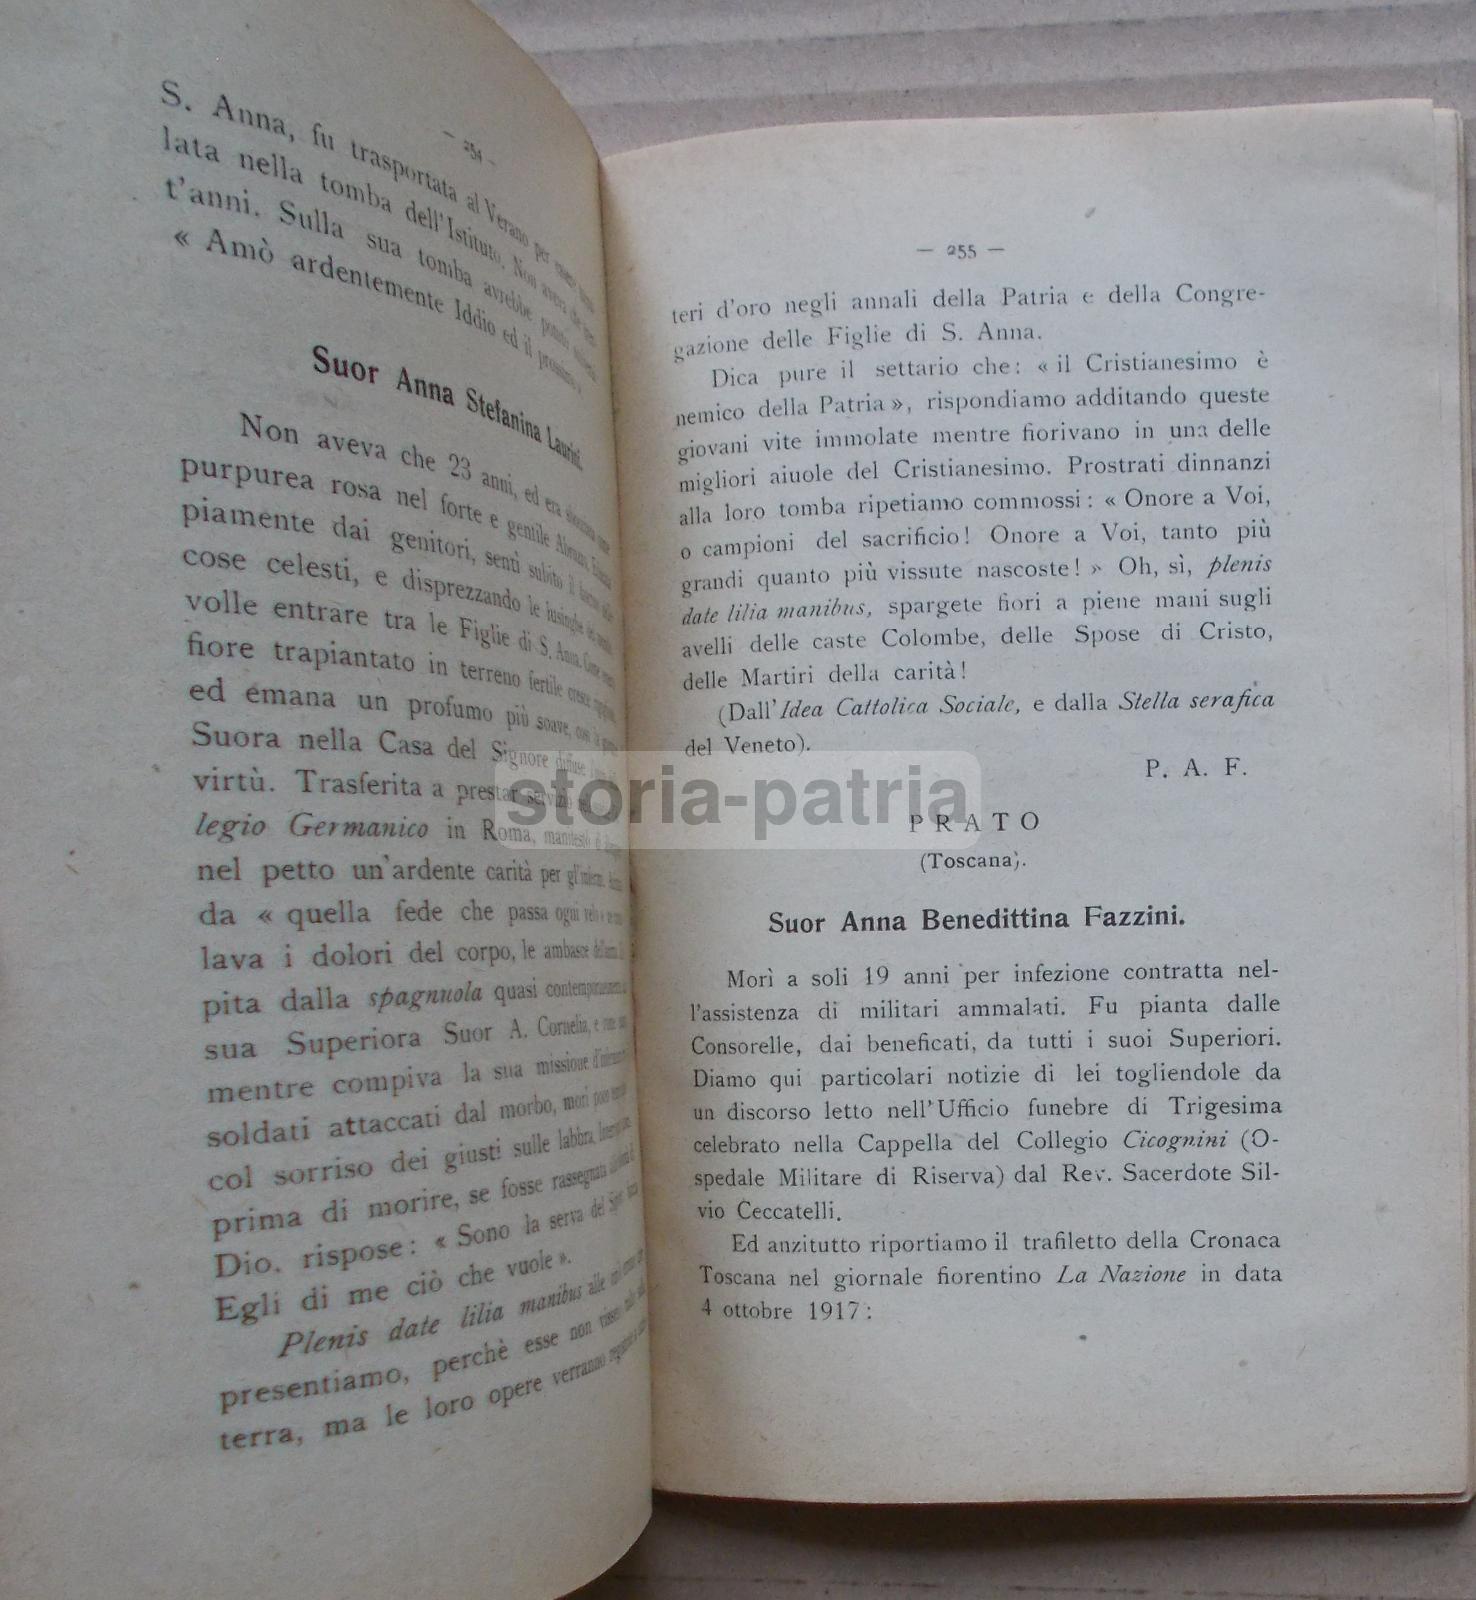 — 254 —
S. Anna, fu trasportata al Verano per essere
lata nella tomba dell'Istituto. Non aveva che
t'anni. Sulla sua tomba avrebbe potuto
« Amò ardentemente Iddio ed il prossimo »
Suor Anna Stefanina Laurini.
Non aveva che 23 anni, ed era
purpurea rosa nel forte e gentile Abruzzo.
piamente dai genitori, sentì subito il
cose celesti, e disprezzando le lusinghe del
volle entrare tra le Figlie di S. Anna. Come
fiore trapiantato in terreno fertile cresce
ed emana un profumo più soave, così la
Suora nella Casa del Signore diffuse
virtù. Trasferita a prestar servizio nel
legio Germanico in Roma, manifestò
nel petto un'ardente carità per gl'infermi.
da « quella fede che passa ogni velo »
lava i dolori del corpo, le ambasce
pita dalla spagnuola quasi contemporaneamente
sua Superiora Suor A. Cornelia, e
mentre compiva la sua missione
soldati attaccati dal morbo, morì poco
col sorriso dei giusti sulle labbra.
prima di morire, se fosse rassegnata
Dio, rispose: « Sono la serva del
Egli di me ciò che vuole ».
Plenis date lilia manibus alle
presentiamo, perchè esse non
terra, ma le loro opere verranno
— 255 —
teri d'oro negli annali della Patria e della Congre-
gazione delle Figlie di S. Anna.
Dica pure il settario che: « il Cristianesimo è
nemico della Patria », rispondiamo additando queste
giovani vite immolate mentre fiorivano in una delle
migliori aiuole del Cristianesimo. Prostrati dinnanzi
alla loro tomba ripetiamo commossi: « Onore a Voi,
o campioni del sacrificio! Onore a Voi, tanto più
grandi quanto più vissute nascoste! » Oh, sì, plenis
date lilia manibus, spargete fiori a piene mani sugli
avelli delle caste Colombe, delle Spose di Cristo,
delle Martiri della carità!
(Dall'Idea Cattolica Sociale, e dalla Stella serafica
del Veneto).
P. A. F.
storia-patria
PRATO
(Toscana).
Suor Anna Benedittina Fazzini.
Morì a soli 19 anni per infezione contratta nel-
l'assistenza di militari ammalati. Fu pianta dalle
Consorelle, dai beneficati, da tutti i suoi Superiori.
Diamo qui particolari notizie di lei togliendole da
un discorso letto nell'Ufficio funebre di Trigesima
celebrato nella Cappella del Collegio Cicognini (O-
spedale Militare di Riserva) dal Rev. Sacerdote Sil-
vio Ceccatelli.
Ed anzitutto riportiamo il trafiletto della Cronaca
Toscana nel giornale fiorentino La Nazione in data
4 ottobre 1917: